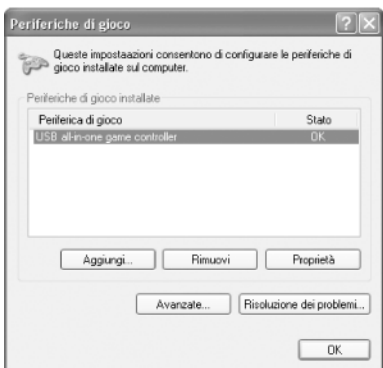 Periferiche di gioco
Queste impostaazioni consentono di configurare le periferiche di
gioco installate sul computer.
Periferiche di gioco installate
Periferica di gioco Stato
USB all-in-one game controller OK
Aggiungi... Rimuovi Proprietà
Avanzate... Risoluzione dei problemi...
OK